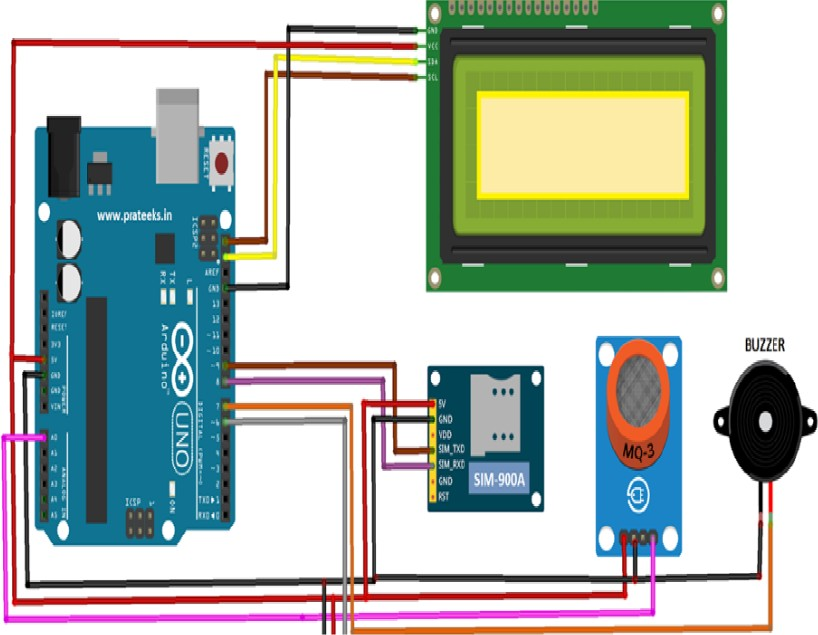 GND
VCC
SDA
SCL
RESET
www.prateeks.in
ICSP2
AREF
GND
13
12
~11
~10
~9
8
7
~6
~5
4
~3
2
TXD▶1
RXD◀0
TX
RX
L
IOREF
RESET
3V3
5V
GND
GND
VIN
POWER
A0
A1
A2
A3
A4
A5
ANALOG IN
Arduino™
UNO
DIGITAL (PWM=~)
ICSP
ON
5V
GND
VDD
SIM_TXD
SIM_RXD
GND
RST
SIM-900A
MQ-3
BUZZER